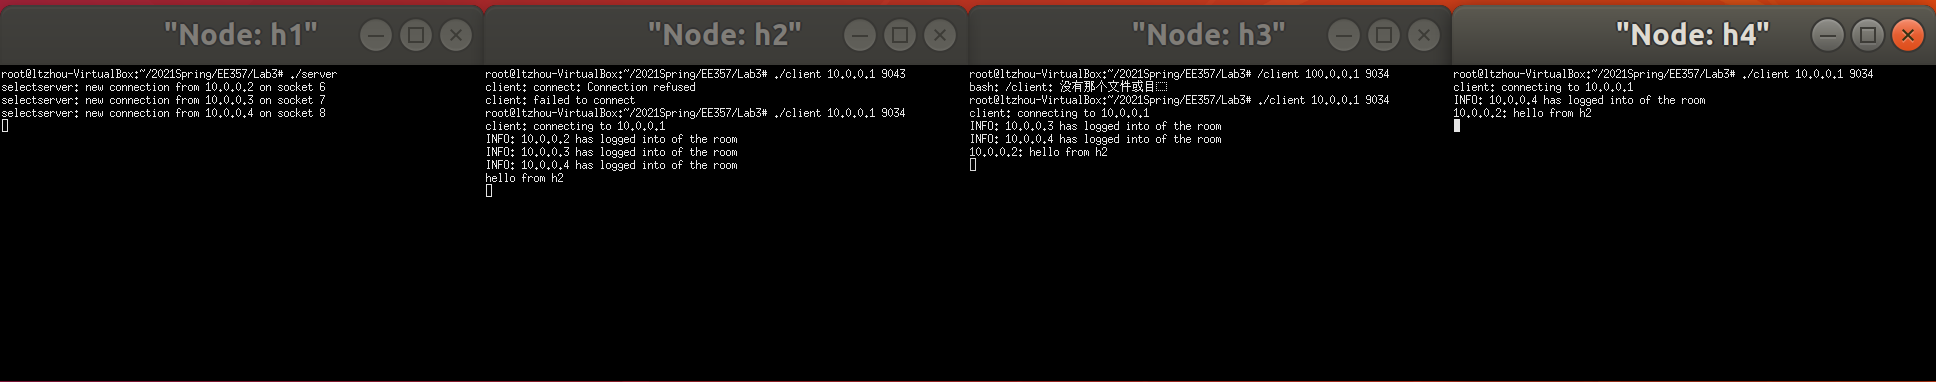 "Node: h1"
root@ltzhou-VirtualBox:~/2021Spring/EE357/Lab3# ./server
selectserver: new connection from 10.0.0.2 on socket 6
selectserver: new connection from 10.0.0.3 on socket 7
selectserver: new connection from 10.0.0.4 on socket 8
"Node: h2"
root@ltzhou-VirtualBox:~/2021Spring/EE357/Lab3# ./client 10.0.0.1 9043
client: connect: Connection refused
client: failed to connect
root@ltzhou-VirtualBox:~/2021Spring/EE357/Lab3# ./client 10.0.0.1 9034
client: connecting to 10.0.0.1
INFO: 10.0.0.2 has logged into of the room
INFO: 10.0.0.3 has logged into of the room
INFO: 10.0.0.4 has logged into of the room
hello from h2
"Node: h3"
root@ltzhou-VirtualBox:~/2021Spring/EE357/Lab3# /client 100.0.0.1 9034
bash: /client: 没有那个文件或目
root@ltzhou-VirtualBox:~/2021Spring/EE357/Lab3# ./client 10.0.0.1 9034
client: connecting to 10.0.0.1
INFO: 10.0.0.3 has logged into of the room
INFO: 10.0.0.4 has logged into of the room
10.0.0.2: hello from h2
"Node: h4"
root@ltzhou-VirtualBox:~/2021Spring/EE357/Lab3# ./client 10.0.0.1 9034
client: connecting to 10.0.0.1
INFO: 10.0.0.4 has logged into of the room
10.0.0.2: hello from h2